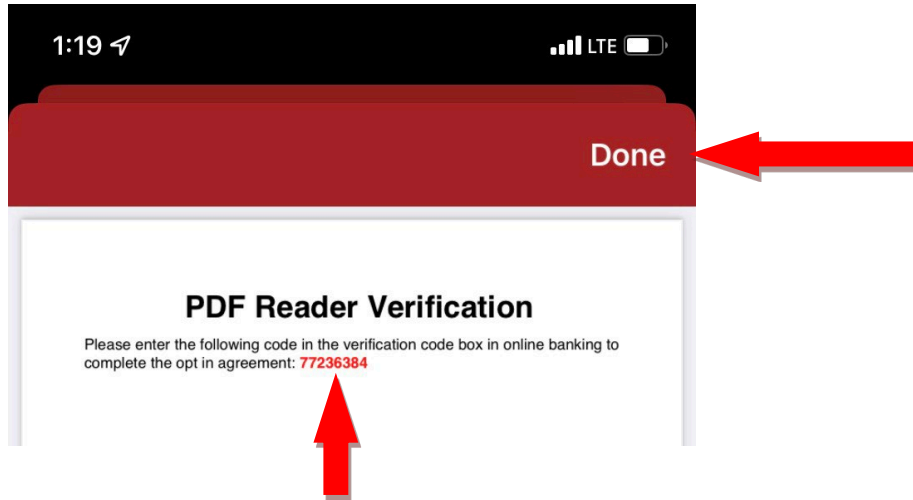 1:19 LTE
Done
PDF Reader Verification
Please enter the following code in the verification code box in online banking to
complete the opt in agreement: 77236384